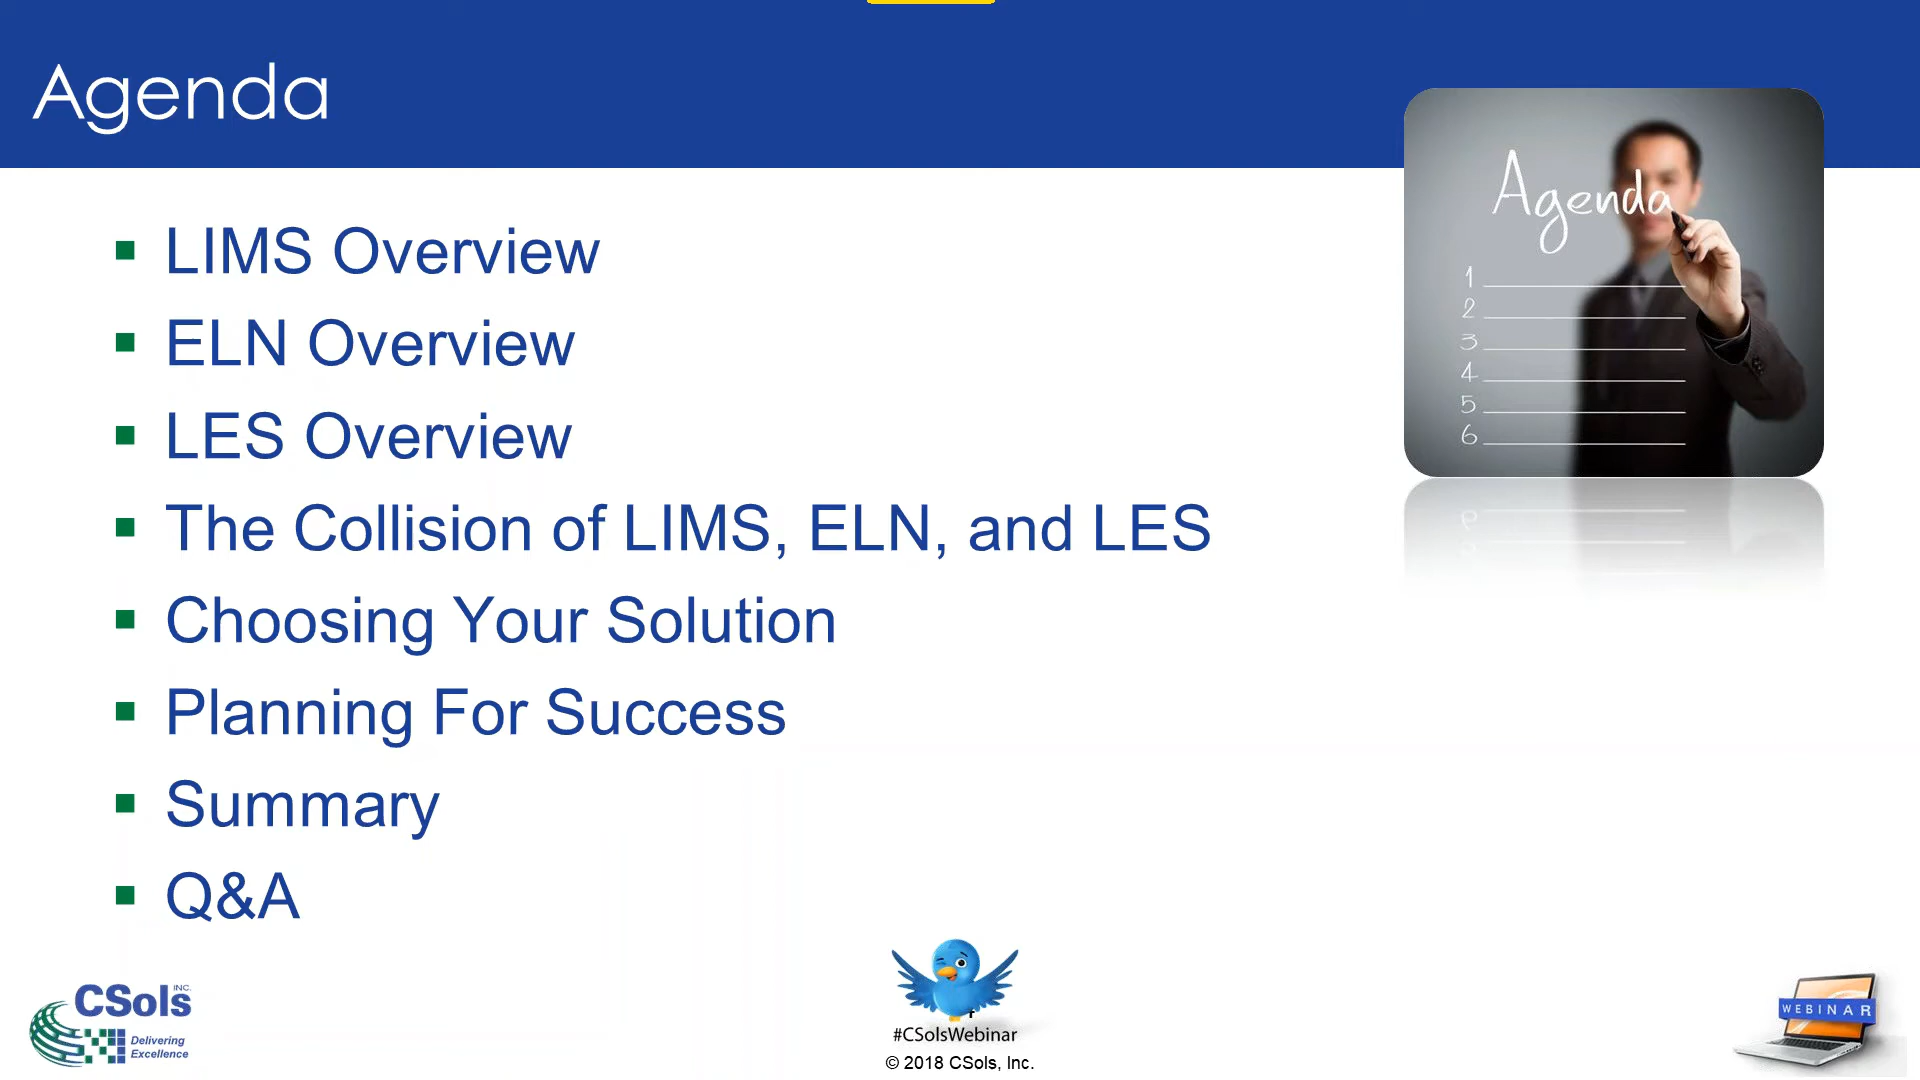 Agenda
Agenda
1
2
3
4
5
6
LIMS Overview
ELN Overview
LES Overview
The Collision of LIMS, ELN, and LES
Choosing Your Solution
Planning For Success
Summary
Q&A
CSols INC.
Delivering
Excellence
#CSolsWebinar
© 2018 CSols, Inc.
WEBINAR